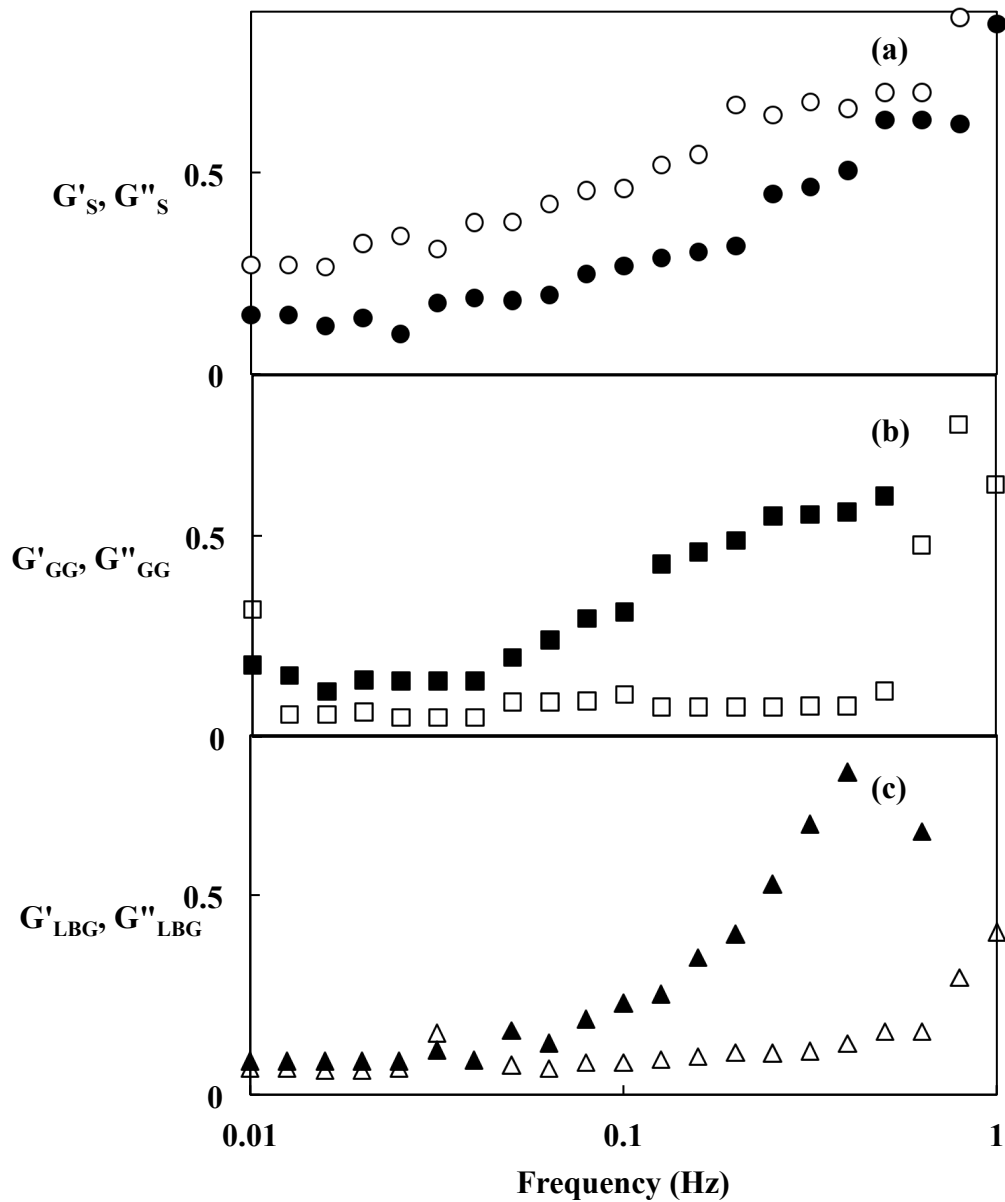 (a)
0.5
G'S, G"S
0
(b)
0.5
G'GG, G"GG
0
(c)
0.5
G'LBG, G"LBG
0
0.01 0.1 1
Frequency (Hz)